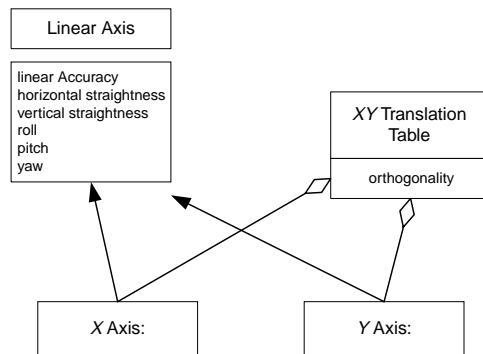 Linear Axis
linear Accuracy
horizontal straightness
vertical straightness
roll
pitch
yaw
XY Translation
Table
orthogonality
X Axis:
Y Axis: